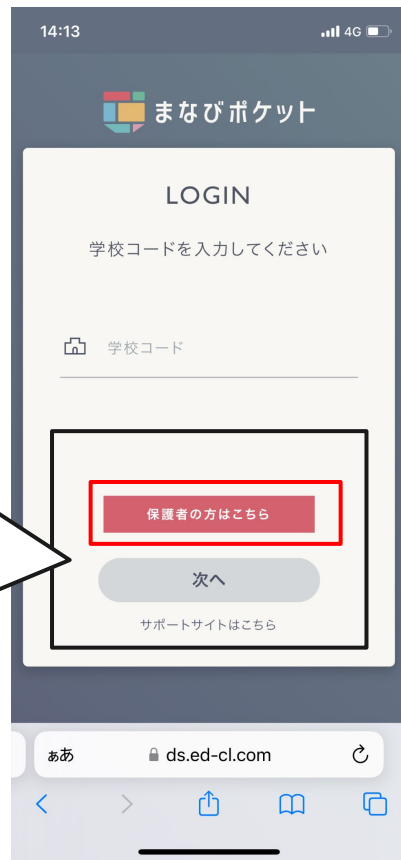 14:13
4G
まなびポケット
LOGIN
学校コードを入力してください
学校コード
保護者の方はこちら
次へ
サポートサイトはこちら
ぁあ
ds.ed-cl.com